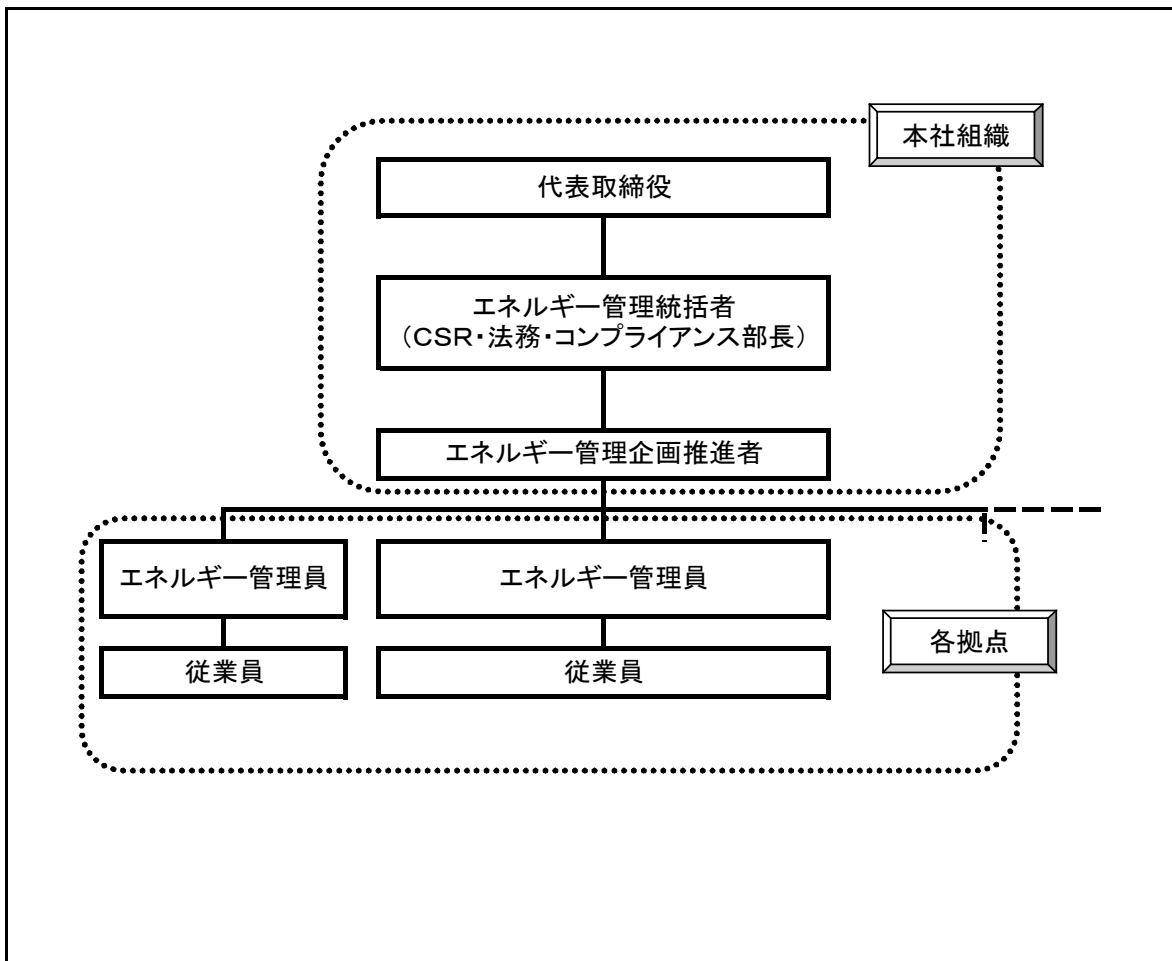 本社組織
代表取締役
エネルギー管理統括者
（CSR・法務・コンプライアンス部長）
エネルギー管理企画推進者
エネルギー管理員
エネルギー管理員
従業員
従業員
各拠点